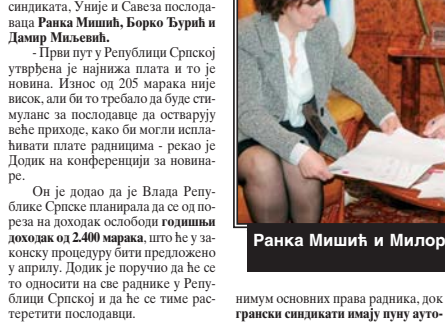 синдиката, Уније и Савеза послода-
ваца Ранка Мишић, Борко Ђурић и
Дамир Миљевић.
- Први пут у Републици Српској
утврђена је најнижа плата и то је
новина. Износ од 205 марака није
висок, али би то требало да буде сти-
муланс за послодавце да остварују
веће приходе, како би могли испла-
ћивати плате радницима - рекао је
Додик на конференцији за новина-
ре.
Он је додао да је Влада Репу-
блике Српске планирала да се од по-
реза на доходак ослободи годишњи
доходак од 2.400 марака, што ће у за-
конску процедуру бити предложено
у априлу. Додик је поручио да ће се
то односити на све раднике у Репу-
блици Српској и да ће се тиме рас-
теретити послодавци.
Ранка Мишић и Милор
нимум основних права радника, док
грански синдикати имају пуну ауто-